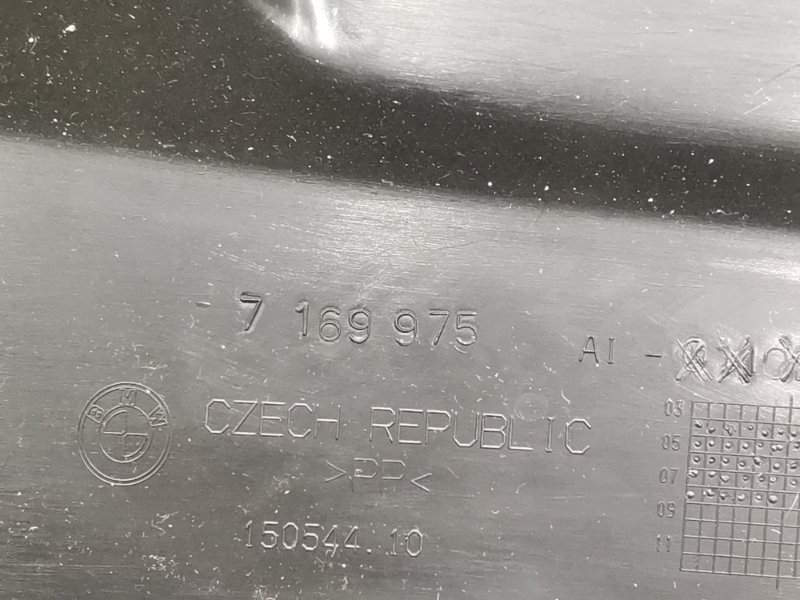 - 7 169 975
AI -
BMW
CZECH REPUBLIC
>PP<
150544.10
03
05
07
09
11